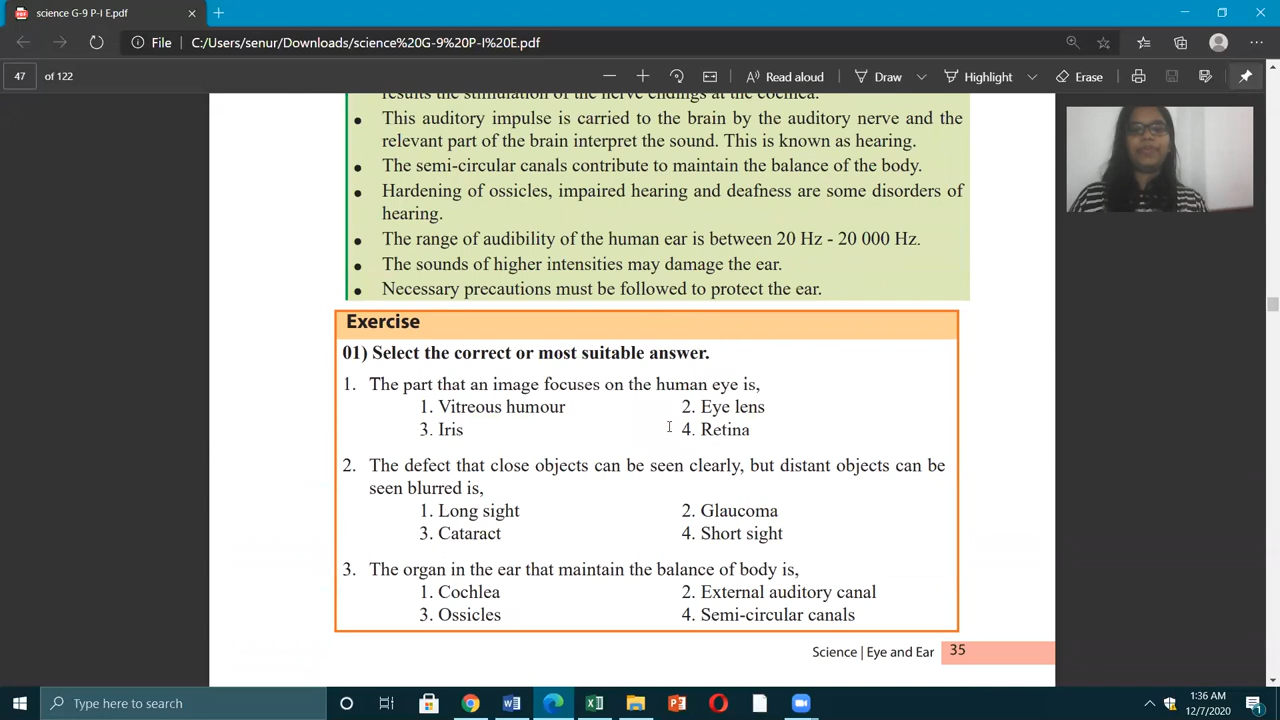 science G-9 P-I E.pdf
File C:/Users/senur/Downloads/science%20G-9%20P-I%20E.pdf
47 of 122 Read aloud Draw Highlight Erase
results the stimulation of the nerve endings at the cochlea.
• This auditory impulse is carried to the brain by the auditory nerve and the
relevant part of the brain interpret the sound. This is known as hearing.
• The semi-circular canals contribute to maintain the balance of the body.
• Hardening of ossicles, impaired hearing and deafness are some disorders of
hearing.
• The range of audibility of the human ear is between 20 Hz - 20 000 Hz.
• The sounds of higher intensities may damage the ear.
• Necessary precautions must be followed to protect the ear.
Exercise
01) Select the correct or most suitable answer.
1. The part that an image focuses on the human eye is,
1. Vitreous humour 2. Eye lens
3. Iris 4. Retina
2. The defect that close objects can be seen clearly, but distant objects can be
seen blurred is,
1. Long sight 2. Glaucoma
3. Cataract 4. Short sight
3. The organ in the ear that maintain the balance of body is,
1. Cochlea 2. External auditory canal
3. Ossicles 4. Semi-circular canals
Science | Eye and Ear 35
Type here to search
1:36 AM
12/7/2020